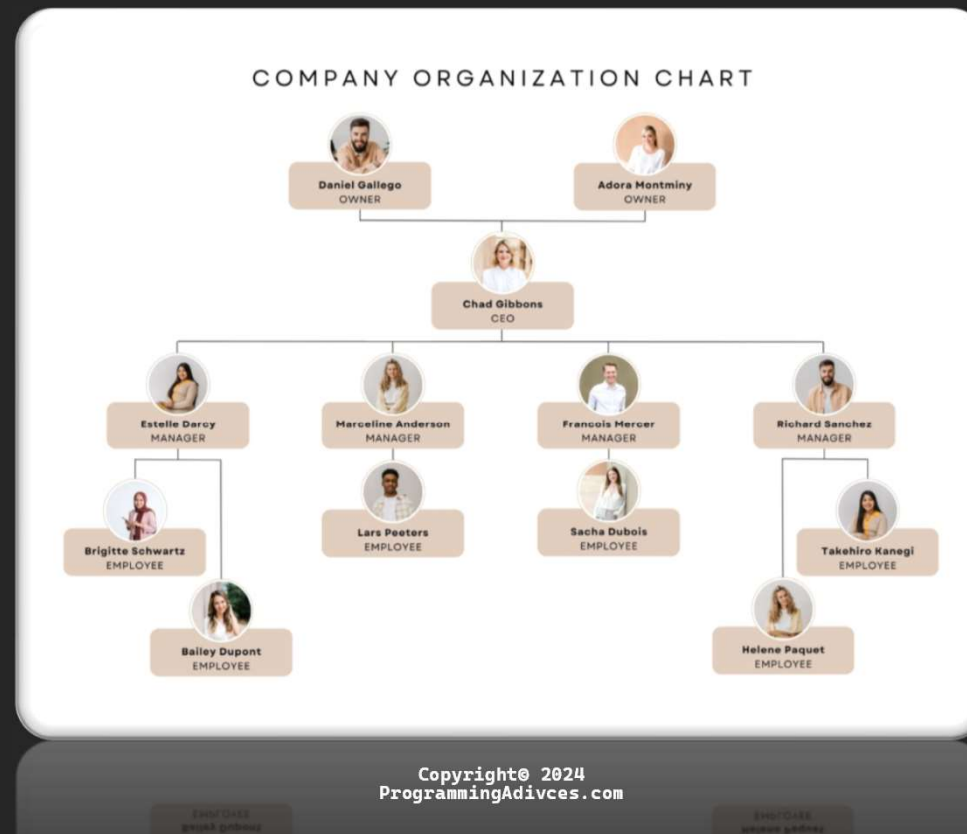 COMPANY ORGANIZATION CHART
Daniel Gallego
OWNER
Adora Montminy
OWNER
Chad Gibbons
CEO
Estelle Darcy
MANAGER
Marceline Anderson
MANAGER
Francois Mercer
MANAGER
Richard Sanchez
MANAGER
Brigitte Schwartz
EMPLOYEE
Lars Peeters
EMPLOYEE
Sacha Dubois
EMPLOYEE
Takehiro Kanegi
EMPLOYEE
Bailey Dupont
EMPLOYEE
Helene Paquet
EMPLOYEE
Copyright© 2024
ProgrammingAdivces.com